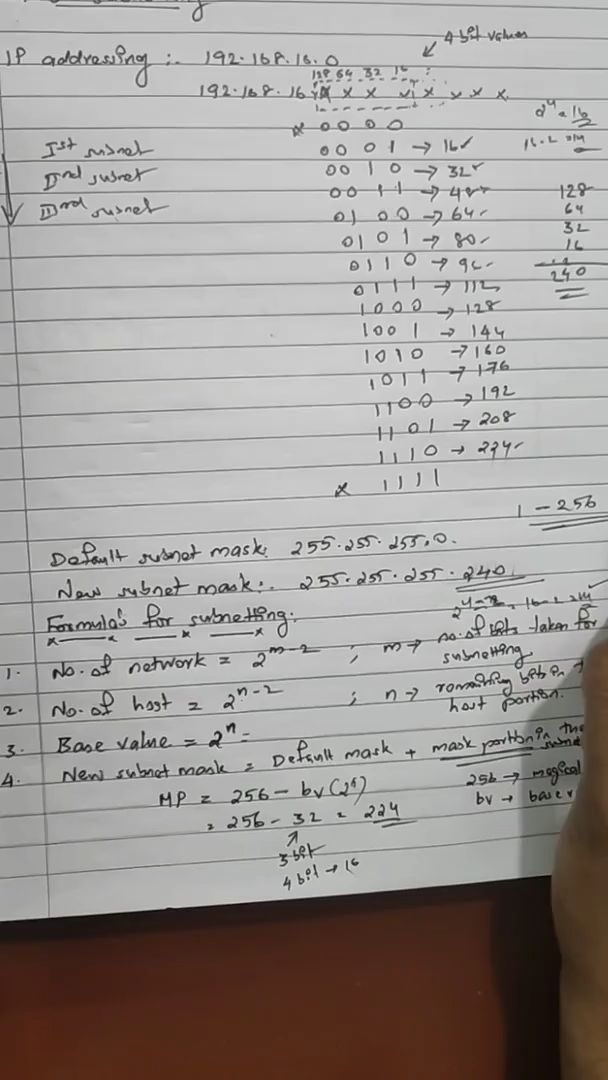 IP addressing :- 192.168.16.0
4 bit values
128 64 32 16
192.168.16. x x x x x x x x
2^4 = 16
16-2 = 14
x 0 0 0 0
Ist subnet 0 0 0 1 → 16
IInd subnet 0 0 1 0 → 32
IIIrd subnet 0 0 1 1 → 48
0 1 0 0 → 64
0 1 0 1 → 80
0 1 1 0 → 96
0 1 1 1 → 112
1 0 0 0 → 128
1 0 0 1 → 144
1 0 1 0 → 160
1 0 1 1 → 176
1 1 0 0 → 192
1 1 0 1 → 208
1 1 1 0 → 224
x 1 1 1 1
128
64
32
16
240
1 - 256
Default subnet mask: 255.255.255.0.
New subnet mask:. 255.255.255.240
Formula's for subnetting:
2^4-2 = 16-2 = 14
1. No. of network = 2^m-2 ; m → no. of bits taken for
subnetting.
2. No. of host = 2^n-2 ; n → remaining bits in
host portion.
3. Base value = 2^n -
4. New subnet mask = Default mask + mask portion in the
MP = 256 - bv (2^5)
256 → magical
= 256 - 32 = 224
bv → base
3 bit
4 bit → 16